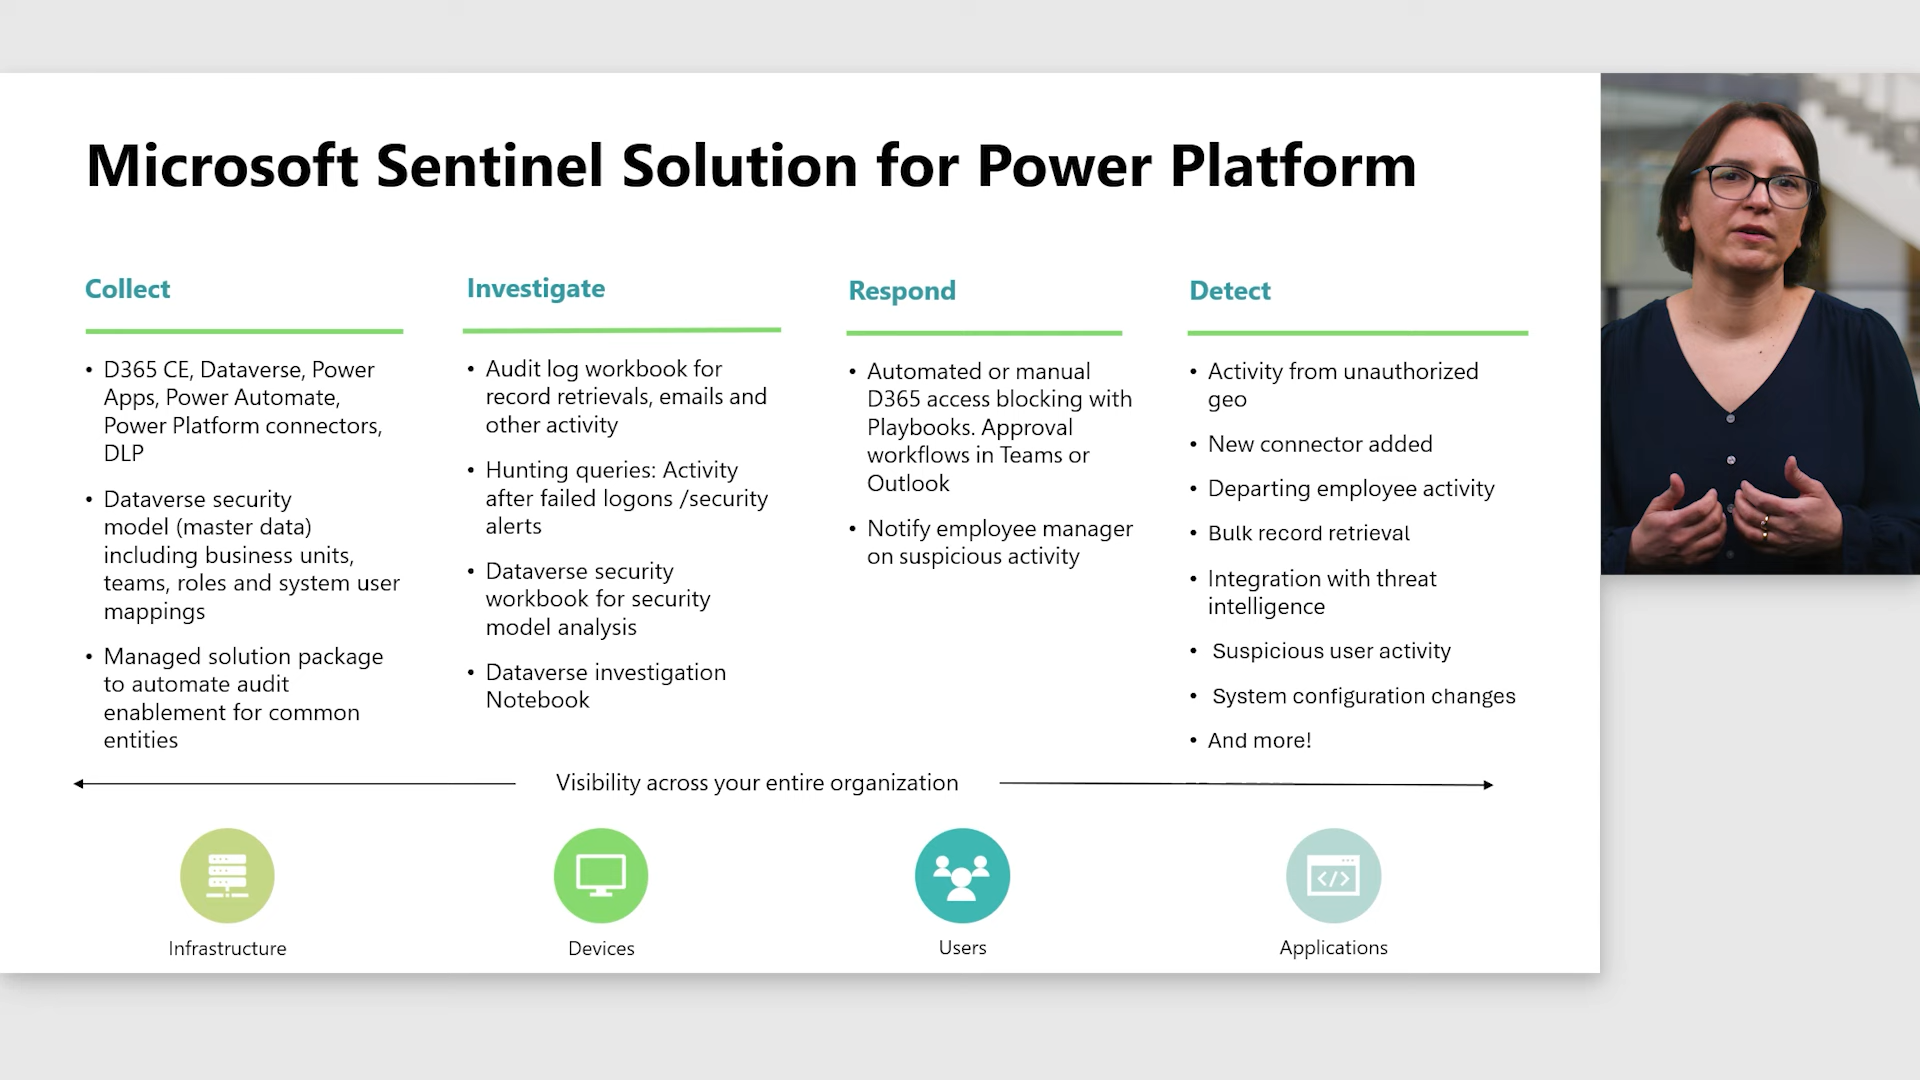 Microsoft Sentinel Solution for Power Platform
Collect
• D365 CE, Dataverse, Power
Apps, Power Automate,
Power Platform connectors,
DLP
• Dataverse security
model (master data)
including business units,
teams, roles and system user
mappings
• Managed solution package
to automate audit
enablement for common
entities
Investigate
• Audit log workbook for
record retrievals, emails and
other activity
• Hunting queries: Activity
after failed logons /security
alerts
• Dataverse security
workbook for security
model analysis
• Dataverse investigation
Notebook
Respond
• Automated or manual
D365 access blocking with
Playbooks. Approval
workflows in Teams or
Outlook
• Notify employee manager
on suspicious activity
Detect
• Activity from unauthorized
geo
• New connector added
• Departing employee activity
• Bulk record retrieval
• Integration with threat
intelligence
• Suspicious user activity
• System configuration changes
• And more!
Visibility across your entire organization
</>
Infrastructure
Devices
Users
Applications